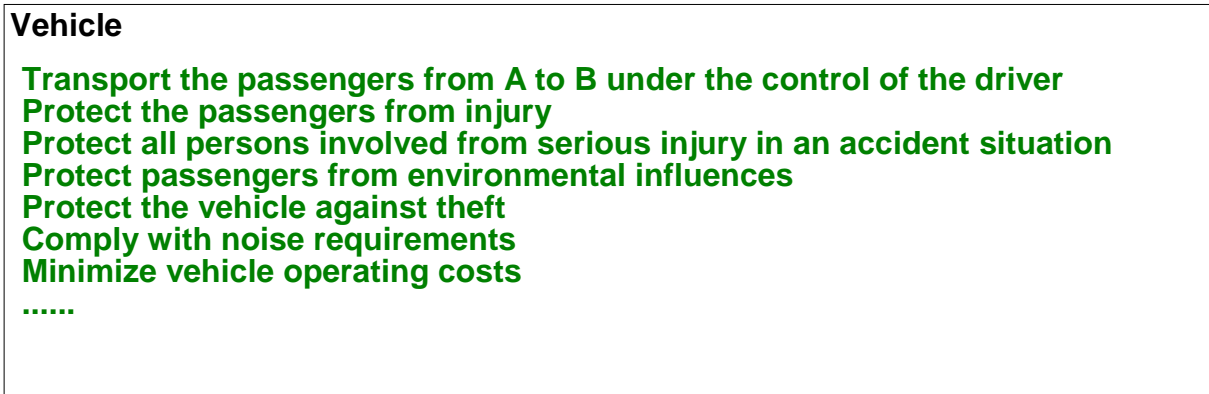 Vehicle
Transport the passengers from A to B under the control of the driver
Protect the passengers from injury
Protect all persons involved from serious injury in an accident situation
Protect passengers from environmental influences
Protect the vehicle against theft
Comply with noise requirements
Minimize vehicle operating costs
......